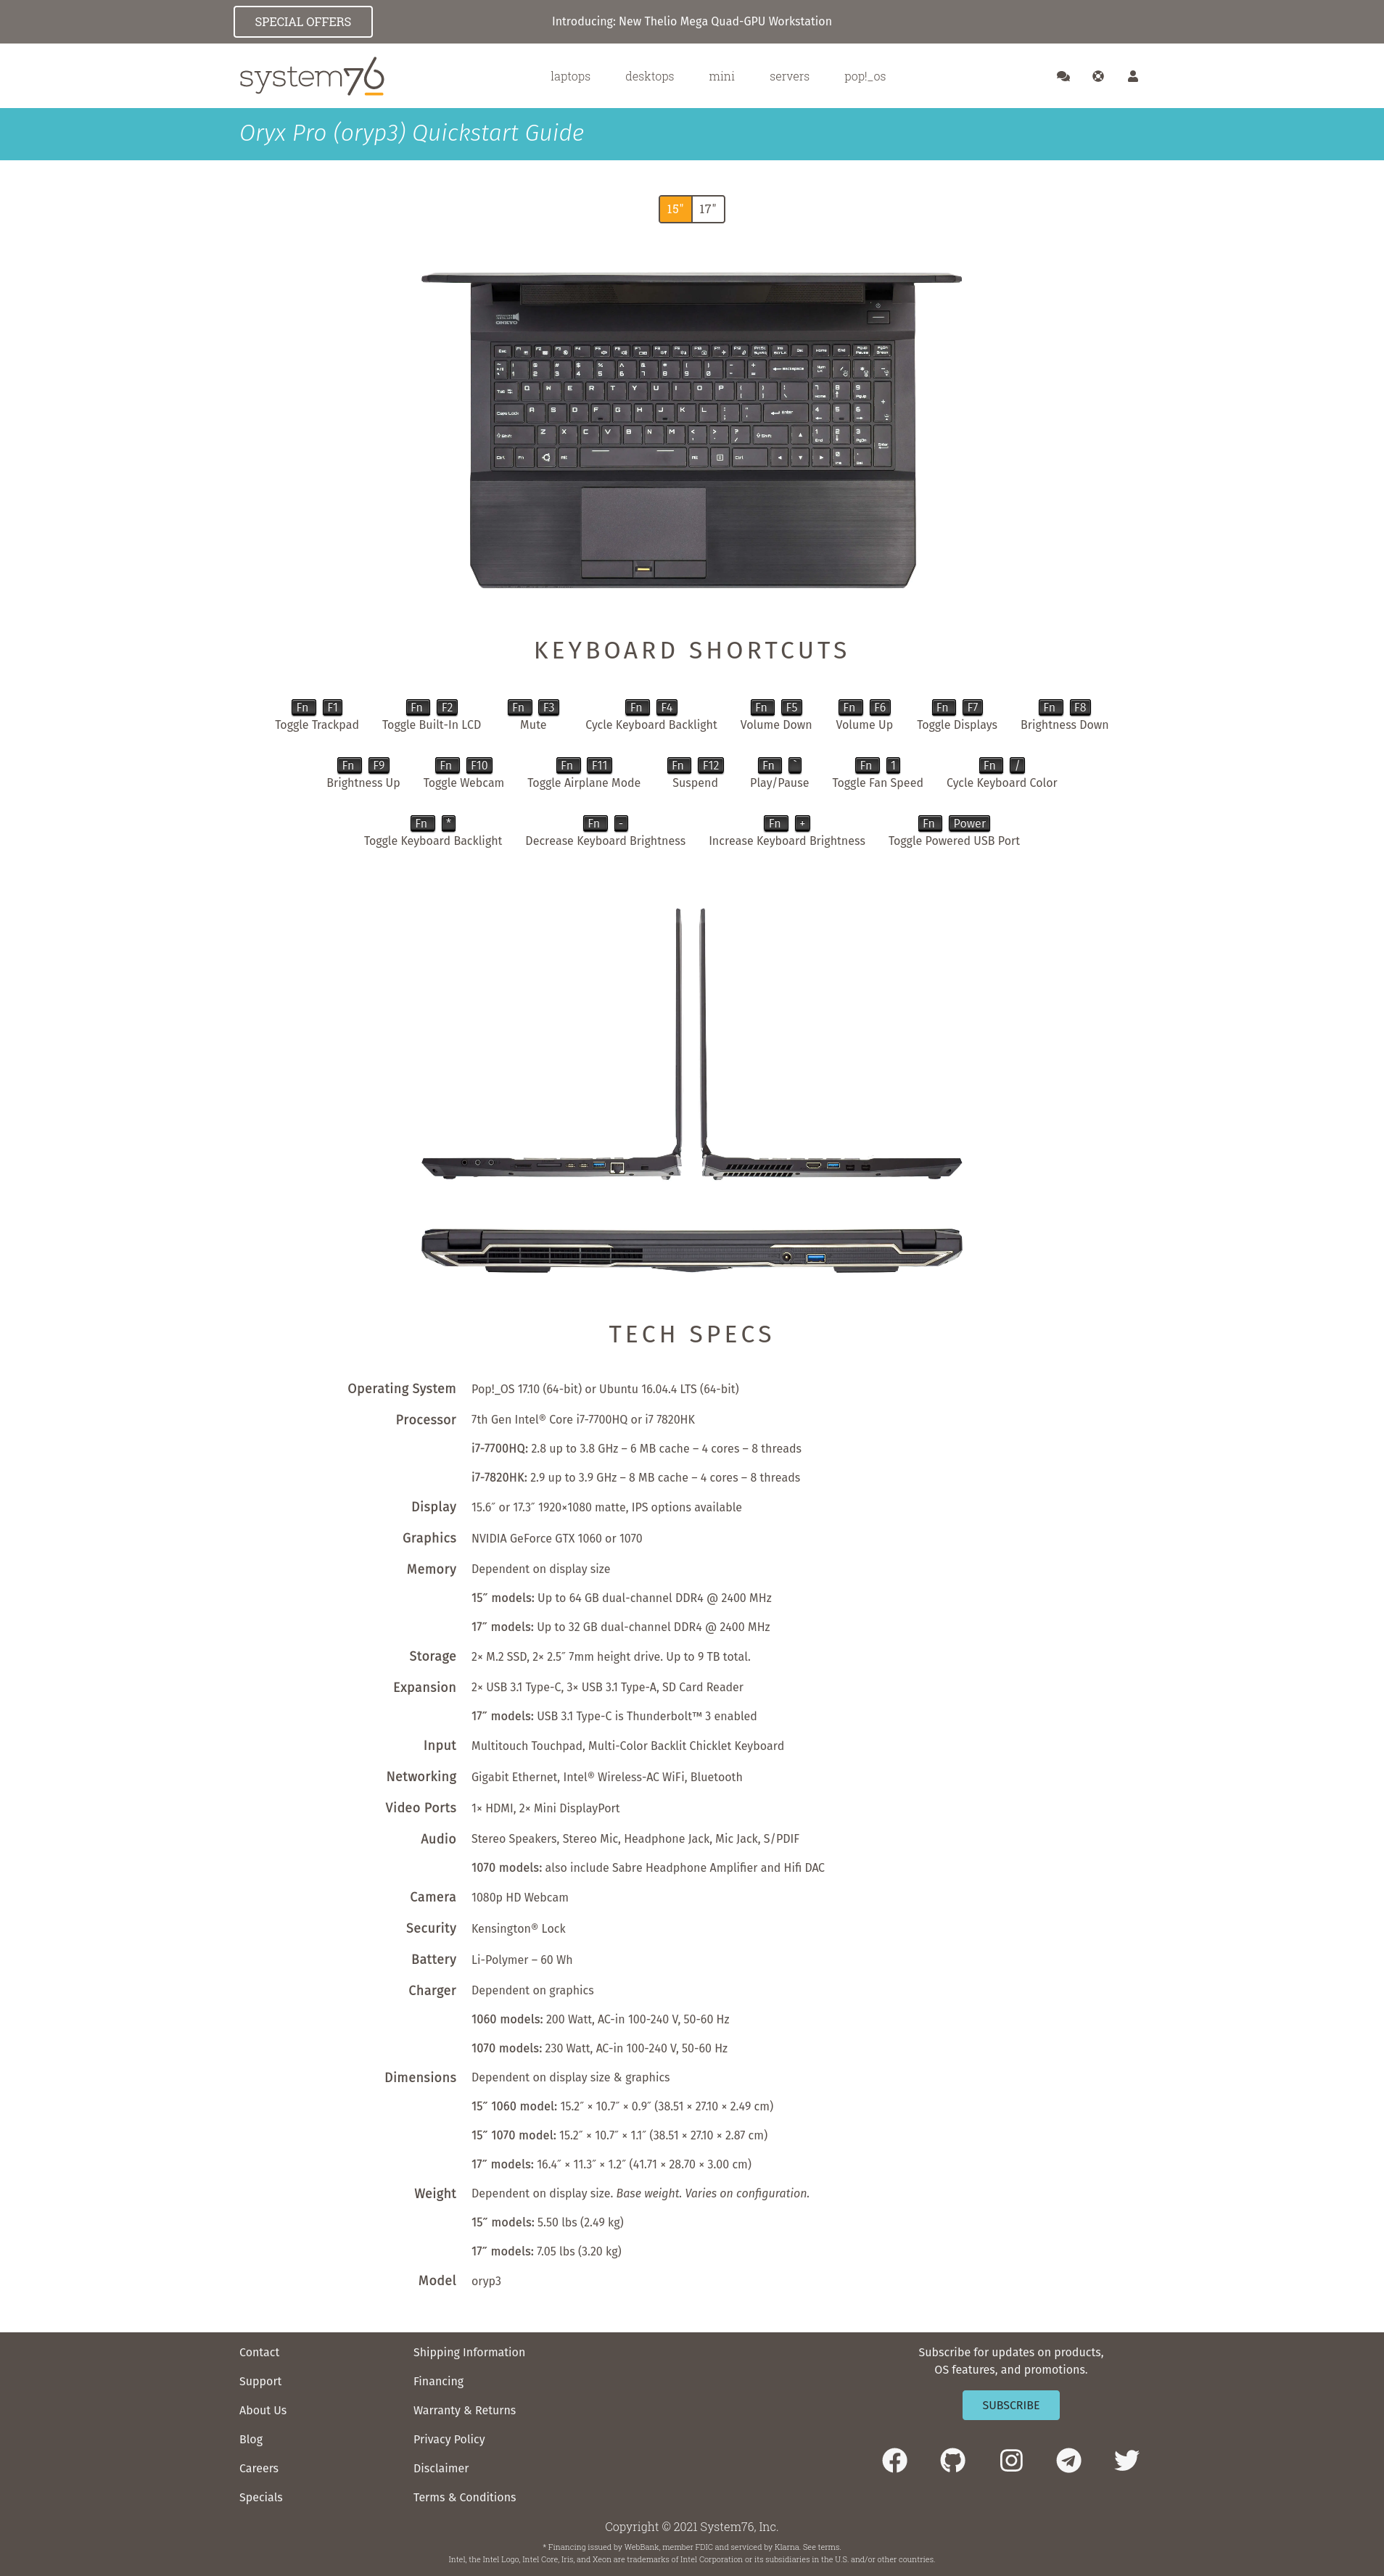 SPECIAL OFFERS
Introducing: New Thelio Mega Quad-GPU Workstation
system76
laptops desktops mini servers pop!_os
Oryx Pro (oryp3) Quickstart Guide
15" 17"
KEYBOARD SHORTCUTS
Fn F1 Fn F2 Fn F3 Fn F4 Fn F5 Fn F6 Fn F7 Fn F8
Toggle Trackpad Toggle Built-In LCD Mute Cycle Keyboard Backlight Volume Down Volume Up Toggle Displays Brightness Down
Fn F9 Fn F10 Fn F11 Fn F12 Fn ` Fn 1 Fn /
Brightness Up Toggle Webcam Toggle Airplane Mode Suspend Play/Pause Toggle Fan Speed Cycle Keyboard Color
Fn * Fn - Fn + Fn Power
Toggle Keyboard Backlight Decrease Keyboard Brightness Increase Keyboard Brightness Toggle Powered USB Port
TECH SPECS
Operating System Pop!_OS 17.10 (64-bit) or Ubuntu 16.04.4 LTS (64-bit)
Processor 7th Gen Intel® Core i7-7700HQ or i7 7820HK
i7-7700HQ: 2.8 up to 3.8 GHz – 6 MB cache – 4 cores – 8 threads
i7-7820HK: 2.9 up to 3.9 GHz – 8 MB cache – 4 cores – 8 threads
Display 15.6″ or 17.3″ 1920×1080 matte, IPS options available
Graphics NVIDIA GeForce GTX 1060 or 1070
Memory Dependent on display size
15″ models: Up to 64 GB dual-channel DDR4 @ 2400 MHz
17″ models: Up to 32 GB dual-channel DDR4 @ 2400 MHz
Storage 2× M.2 SSD, 2× 2.5″ 7mm height drive. Up to 9 TB total.
Expansion 2× USB 3.1 Type-C, 3× USB 3.1 Type-A, SD Card Reader
17″ models: USB 3.1 Type-C is Thunderbolt™ 3 enabled
Input Multitouch Touchpad, Multi-Color Backlit Chicklet Keyboard
Networking Gigabit Ethernet, Intel® Wireless-AC WiFi, Bluetooth
Video Ports 1× HDMI, 2× Mini DisplayPort
Audio Stereo Speakers, Stereo Mic, Headphone Jack, Mic Jack, S/PDIF
1070 models: also include Sabre Headphone Amplifier and Hifi DAC
Camera 1080p HD Webcam
Security Kensington® Lock
Battery Li-Polymer – 60 Wh
Charger Dependent on graphics
1060 models: 200 Watt, AC-in 100-240 V, 50-60 Hz
1070 models: 230 Watt, AC-in 100-240 V, 50-60 Hz
Dimensions Dependent on display size & graphics
15″ 1060 model: 15.2″ × 10.7″ × 0.9″ (38.51 × 27.10 × 2.49 cm)
15″ 1070 model: 15.2″ × 10.7″ × 1.1″ (38.51 × 27.10 × 2.87 cm)
17″ models: 16.4″ × 11.3″ × 1.2″ (41.71 × 28.70 × 3.00 cm)
Weight Dependent on display size. Base weight. Varies on configuration.
15″ models: 5.50 lbs (2.49 kg)
17″ models: 7.05 lbs (3.20 kg)
Model oryp3
Contact
Support
About Us
Blog
Careers
Specials
Shipping Information
Financing
Warranty & Returns
Privacy Policy
Disclaimer
Terms & Conditions
Subscribe for updates on products,
OS features, and promotions.
SUBSCRIBE
Copyright © 2021 System76, Inc.
* Financing issued by WebBank, member FDIC and serviced by Klarna. See terms.
Intel, the Intel Logo, Intel Core, Iris, and Xeon are trademarks of Intel Corporation or its subsidiaries in the U.S. and/or other countries.